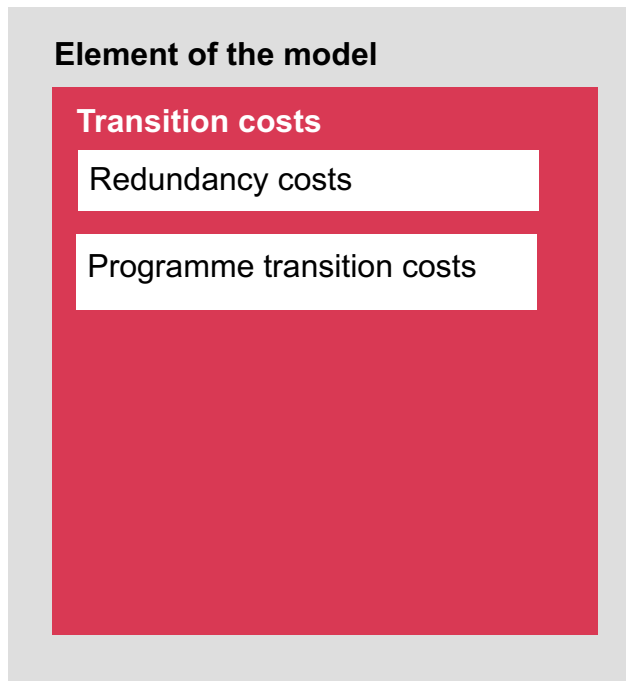 Element of the model
Transition costs
Redundancy costs
Programme transition costs